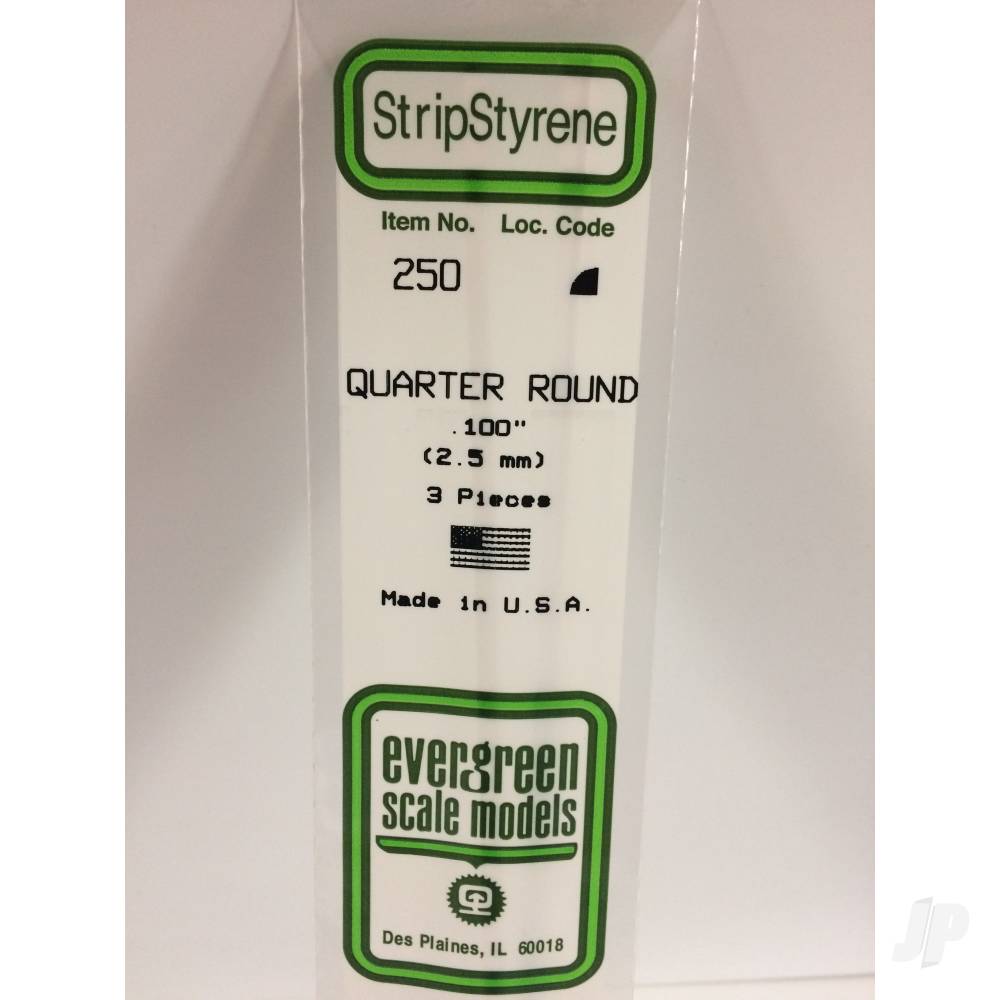 StripStyrene
Item No. Loc. Code
250
QUARTER ROUND
.100"
(2.5 mm)
3 Pieces
Made in U.S.A.
evergreen
scale models
Des Plaines, IL 60018
JP